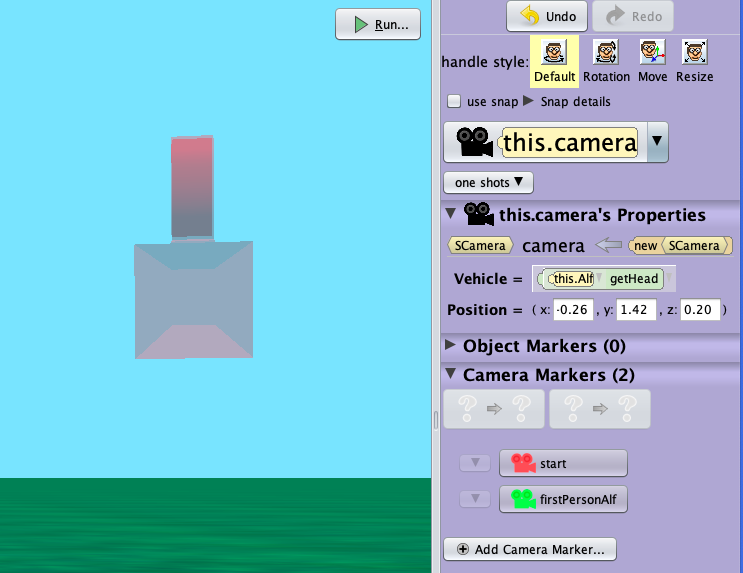 Run...
Undo
Redo
handle style:
Default
Rotation
Move
Resize
use snap
Snap details
this.camera
one shots
this.camera's Properties
SCamera camera new SCamera
Vehicle = this.Alf getHead
Position = ( x: -0.26 , y: 1.42 , z: 0.20 )
Object Markers (0)
Camera Markers (2)
? ? ? ?
start
firstPersonAlf
Add Camera Marker...